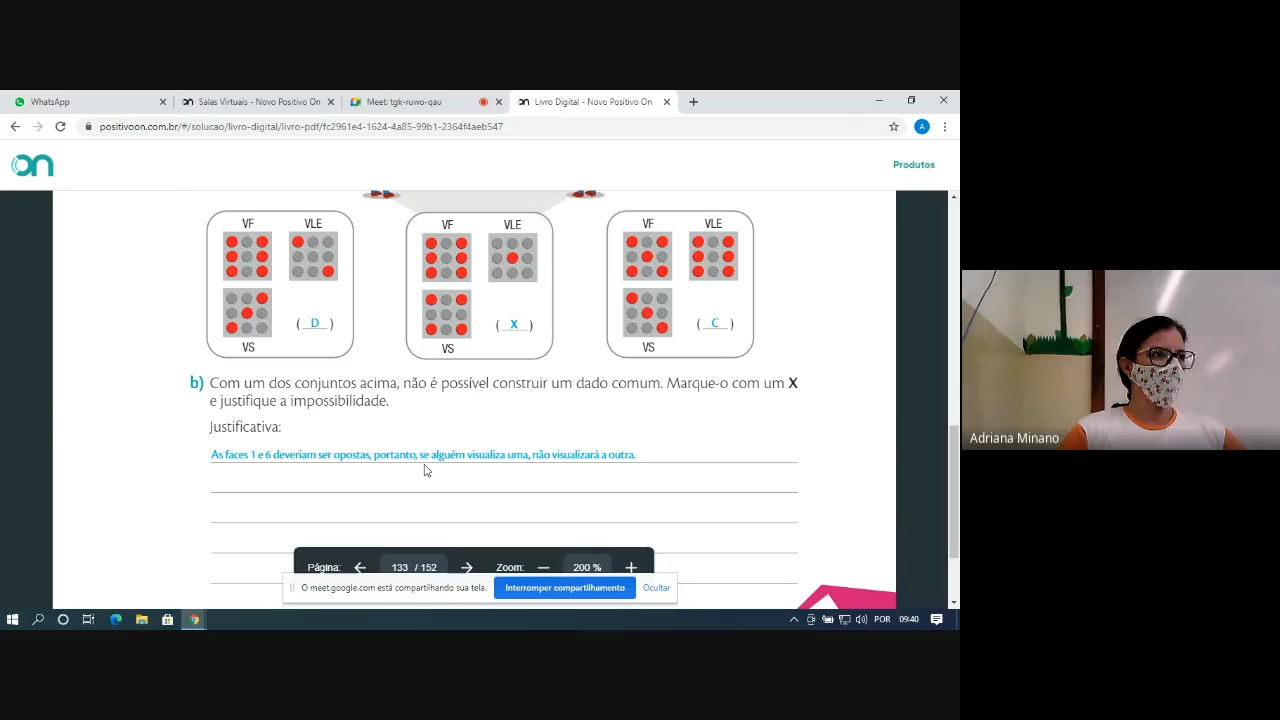 WhatsApp
Salas Virtuais - Novo Positivo On
Meet: tgk-ruwo-qau
Livro Digital - Novo Positivo On
positivoon.com.br/#/solucao/livro-digital/livro-pdf/fc2961e4-1624-4a85-99b1-2364f4aeb547
A
on
Produtos
VF VLE
VS
( D )
VF VLE
VS
( X )
VF VLE
VS
( C )
b) Com um dos conjuntos acima, não é possível construir um dado comum. Marque-o com um X
e justifique a impossibilidade.
Justificativa:
As faces 1 e 6 deveriam ser opostas, portanto, se alguém visualiza uma, não visualizará a outra.
Página: 133 / 152 Zoom: 200 %
O meet.google.com está compartilhando sua tela. Interromper compartilhamento Ocultar
POR 09:40
Adriana Minano